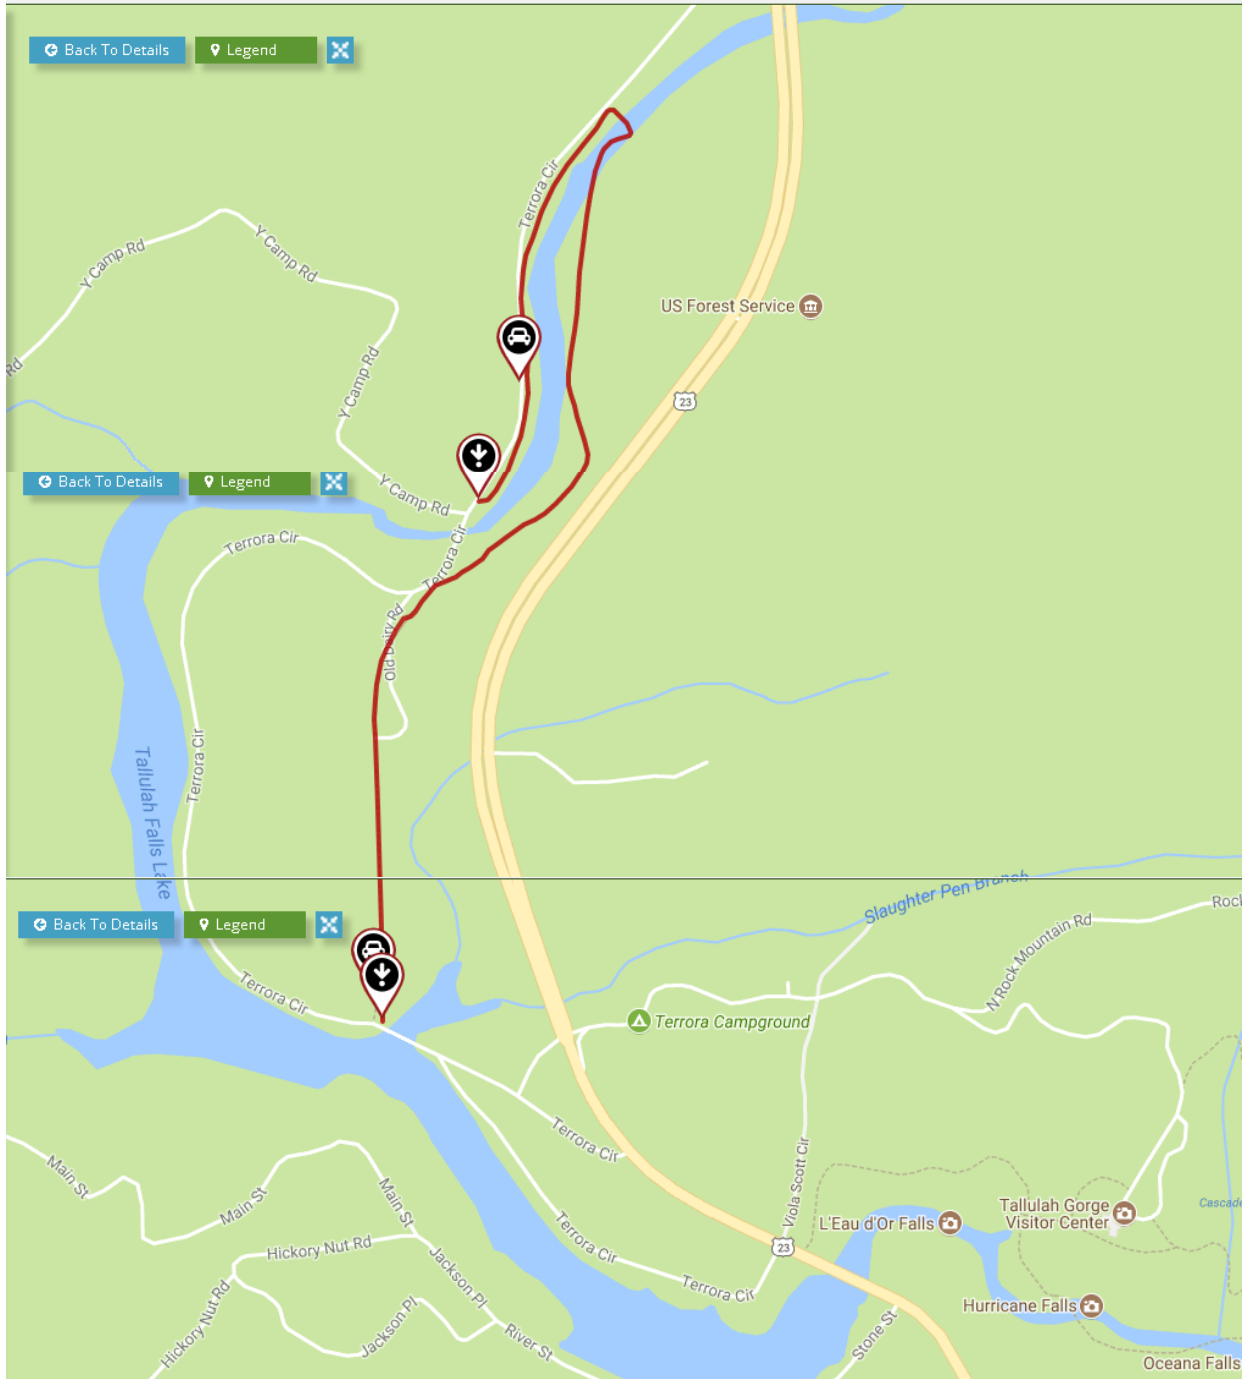 Back To Details
Legend
Terrora Cir
Y Camp Rd
Y Camp Rd
Rd
Y Camp Rd
US Forest Service
23
Back To Details
Legend
Y Camp Rd
Terrora Cir
Terrora Cir
Old Dairy Rd
Terrora Cir
Tallulah Falls Lake
Slaughter Pen Branch
Rock
N Rock Mountain Rd
Back To Details
Legend
Terrora Cir
Terrora Campground
Terrora Cir
Viola Scott Cir
Main St
Main St
Main St
Tallulah Gorge
Visitor Center
Cascade
L'Eau d'Or Falls
Terrora Cir
23
Hickory Nut Rd
Jackson Pl
Terrora Cir
Hurricane Falls
Hickory Nut Rd
Jackson Pl
River St
Stone St
Oceana Falls